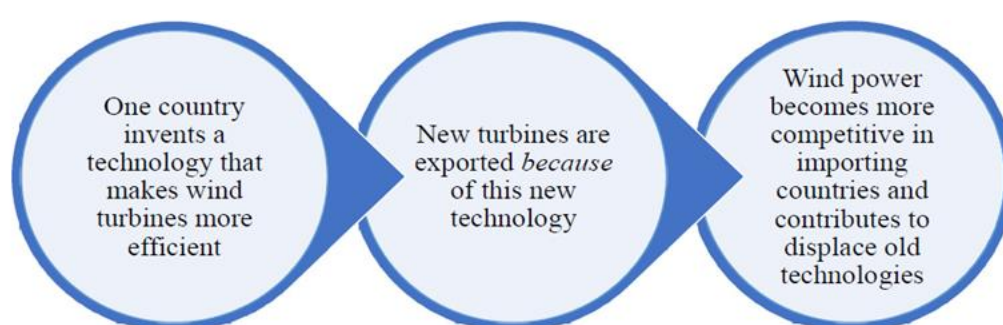 One country
invents a
technology that
makes wind
turbines more
efficient
New turbines are
exported because
of this new
technology
Wind power
becomes more
competitive in
importing
countries and
contributes to
displace old
technologies